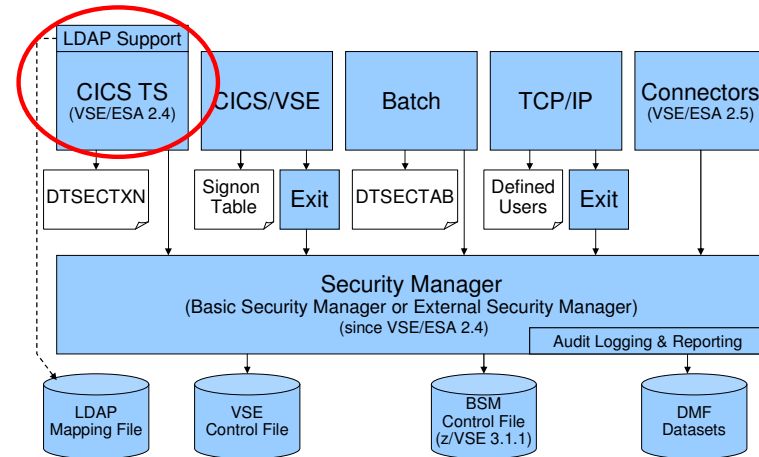 LDAP Support
CICS TS
(VSE/ESA 2.4)
CICS/VSE
Batch
TCP/IP
Connectors
(VSE/ESA 2.5)
DTSECTXN
Signon
Table
Exit
DTSECTAB
Defined
Users
Exit
Security Manager
(Basic Security Manager or External Security Manager)
(since VSE/ESA 2.4)
Audit Logging & Reporting
LDAP
Mapping File
VSE
Control File
BSM
Control File
(z/VSE 3.1.1)
DMF
Datasets